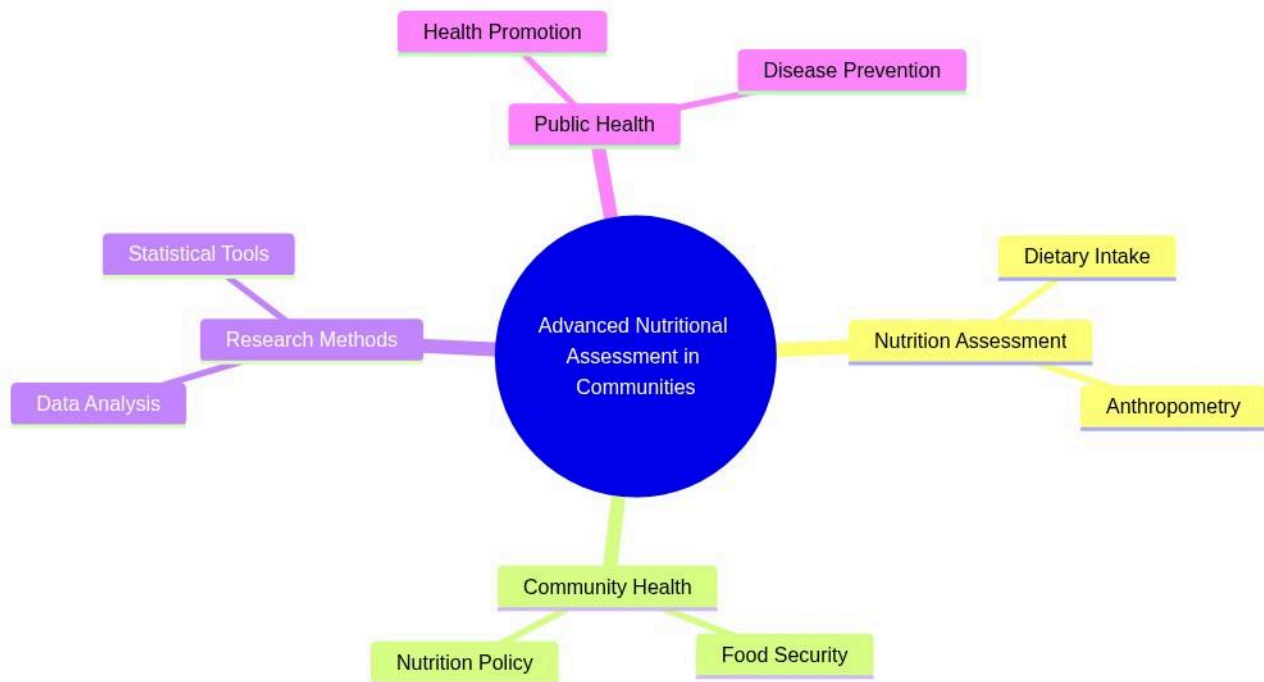 Health Promotion
Disease Prevention
Public Health
Statistical Tools
Dietary Intake
Research Methods
Advanced Nutritional
Assessment in
Communities
Nutrition Assessment
Data Analysis
Anthropometry
Community Health
Nutrition Policy
Food Security